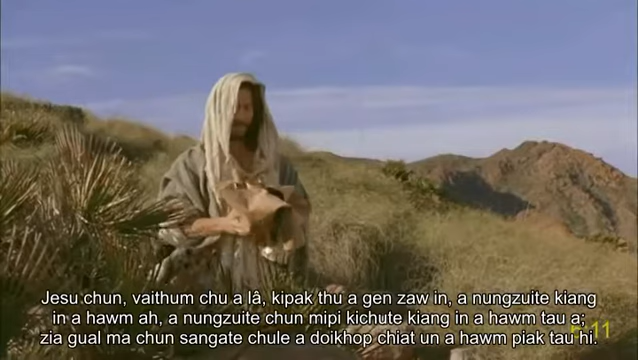 Jesu chun, vaithum chu a lâ, kipak thu a gen zaw in, a nungzuite kiang
in a hawm ah, a nungzuite chun mipi kichute kiang in a hawm tau a;
zia gual ma chun sangate chule a doikhop chiat un a hawm piak tau hi.
11